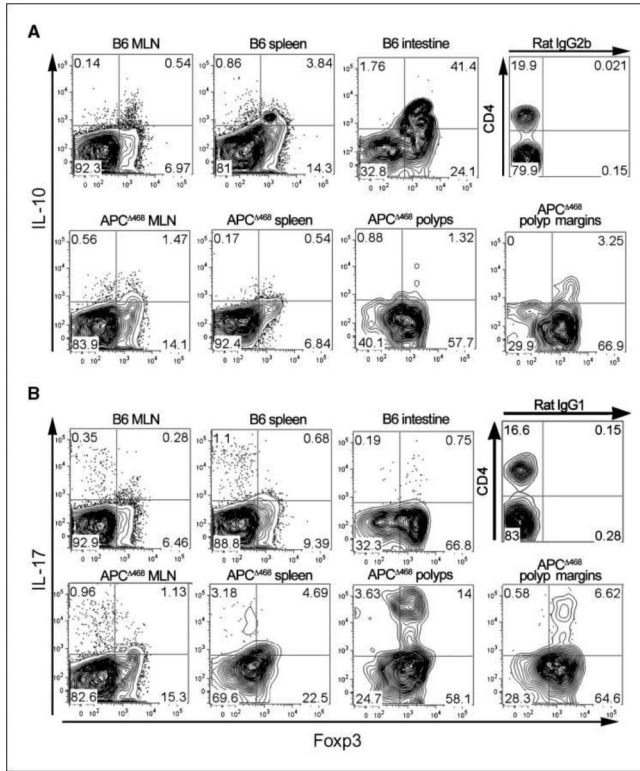 A
B6 MLN
B6 spleen
B6 intestine
Rat IgG2b
0.14 0.54
0.86 3.84
1.76 41.4
19.9 0.021
92.3 6.97
81 14.3
32.8 24.1
79.9 0.15
CD4
IL-10
APCΔ468 MLN
APCΔ468 spleen
APCΔ468 polyps
APCΔ468
polyp margins
0.56 1.47
0.17 0.54
0.88 1.32
0 3.25
83.9 14.1
92.4 6.84
40.1 57.7
29.9 66.9
B
B6 MLN
B6 spleen
B6 intestine
Rat IgG1
0.35 0.28
1.1 0.68
0.19 0.75
16.6 0.15
92.9 6.46
88.8 9.39
32.3 66.8
83 0.28
CD4
IL-17
APCΔ468 MLN
APCΔ468 spleen
APCΔ468 polyps
APCΔ468
polyp margins
0.96 1.13
3.18 4.69
3.63 14
0.58 6.62
82.6 15.3
69.6 22.5
24.7 58.1
28.3 64.6
Foxp3